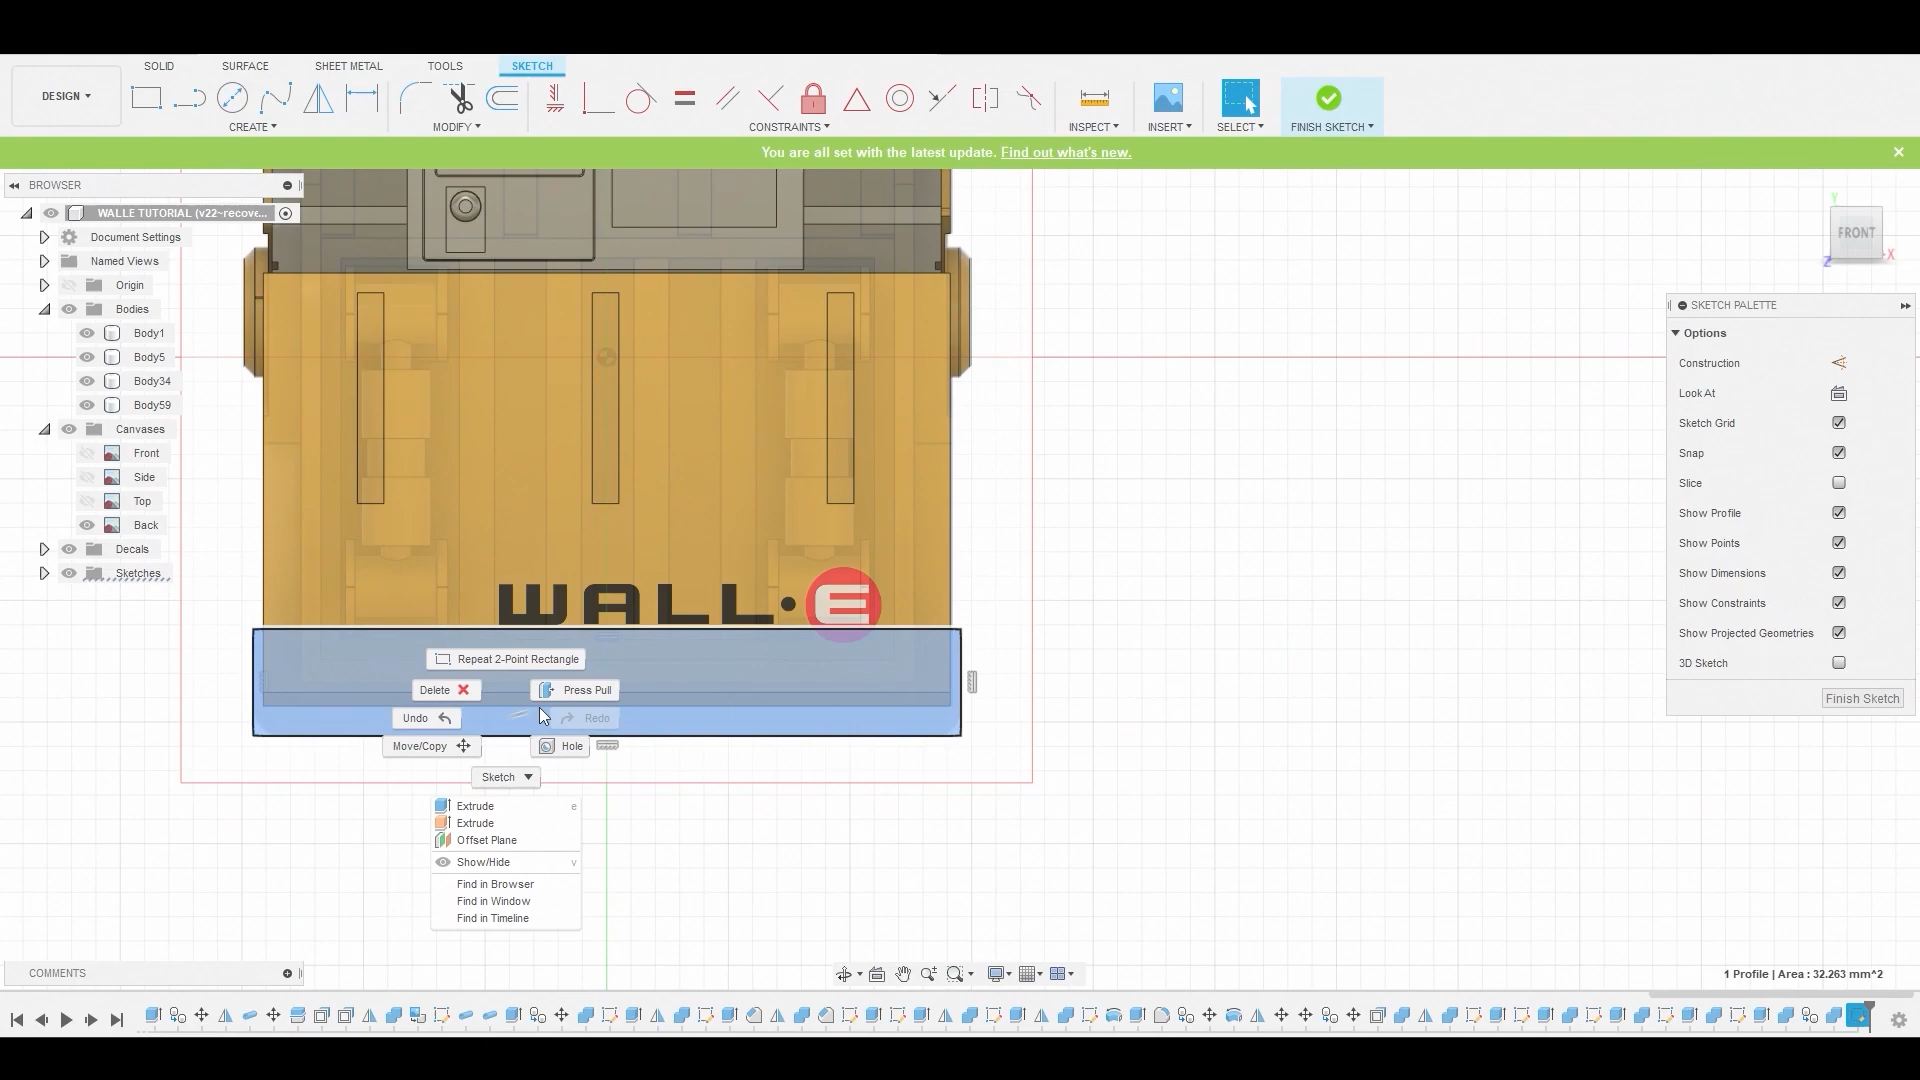 SOLID SURFACE SHEET METAL TOOLS SKETCH
DESIGN
CREATE MODIFY CONSTRAINTS INSPECT INSERT SELECT FINISH SKETCH
You are all set with the latest update. Find out what's new.
BROWSER
WALLE TUTORIAL (v22~recove...
Document Settings
Named Views
Origin
Bodies
Body1
Body5
Body34
Body59
Canvases
Front
Side
Top
Back
Decals
Sketches
WALL•E
Repeat 2-Point Rectangle
Delete Press Pull
Undo Redo
Move/Copy Hole
Sketch
Extrude e
Extrude
Offset Plane
Show/Hide v
Find in Browser
Find in Window
Find in Timeline
Y
FRONT
X
Z
SKETCH PALETTE
Options
Construction
Look At
Sketch Grid
Snap
Slice
Show Profile
Show Points
Show Dimensions
Show Constraints
Show Projected Geometries
3D Sketch
Finish Sketch
COMMENTS
1 Profile | Area : 32.263 mm^2